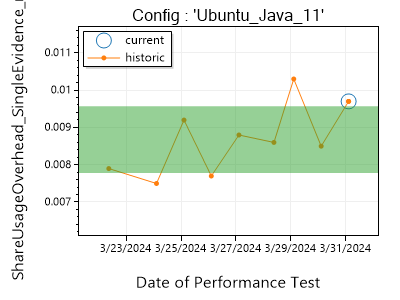 Config : 'Ubuntu_Java_11'
current
historic
0.011
0.01
0.009
0.008
0.007
ShareUsageOverhead_SingleEvidence_
3/23/2024
3/25/2024
3/27/2024
3/29/2024
3/31/2024
Date of Performance Test